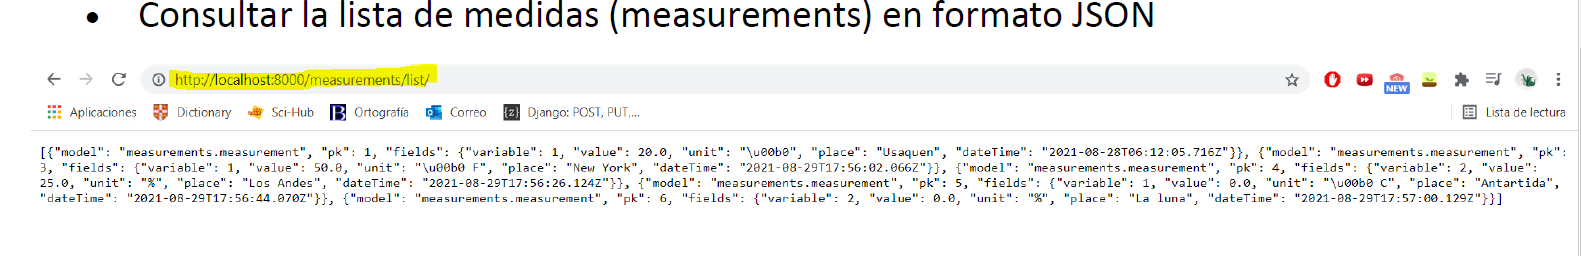 • Consultar la lista de medidas (measurements) en formato JSON
http://localhost:8000/measurements/list/
NEW
Aplicaciones Dictionary Sci-Hub B Ortografía Correo {z} Django: POST, PUT,... Lista de lectura
[{"model": "measurements.measurement", "pk": 1, "fields": {"variable": 1, "value": 20.0, "unit": "\u00b0", "place": "Usaquen", "dateTime": "2021-08-28T06:12:05.716Z"}}, {"model": "measurements.measurement", "pk":
3, "fields": {"variable": 1, "value": 50.0, "unit": "\u00b0 F", "place": "New York", "dateTime": "2021-08-29T17:56:02.066Z"}}, {"model": "measurements.measurement", "pk": 4, "fields": {"variable": 2, "value":
25.0, "unit": "%", "place": "Los Andes", "dateTime": "2021-08-29T17:56:26.124Z"}}, {"model": "measurements.measurement", "pk": 5, "fields": {"variable": 1, "value": 0.0, "unit": "\u00b0 C", "place": "Antartida",
"dateTime": "2021-08-29T17:56:44.070Z"}}, {"model": "measurements.measurement", "pk": 6, "fields": {"variable": 2, "value": 0.0, "unit": "%", "place": "La luna", "dateTime": "2021-08-29T17:57:00.129Z"}}]